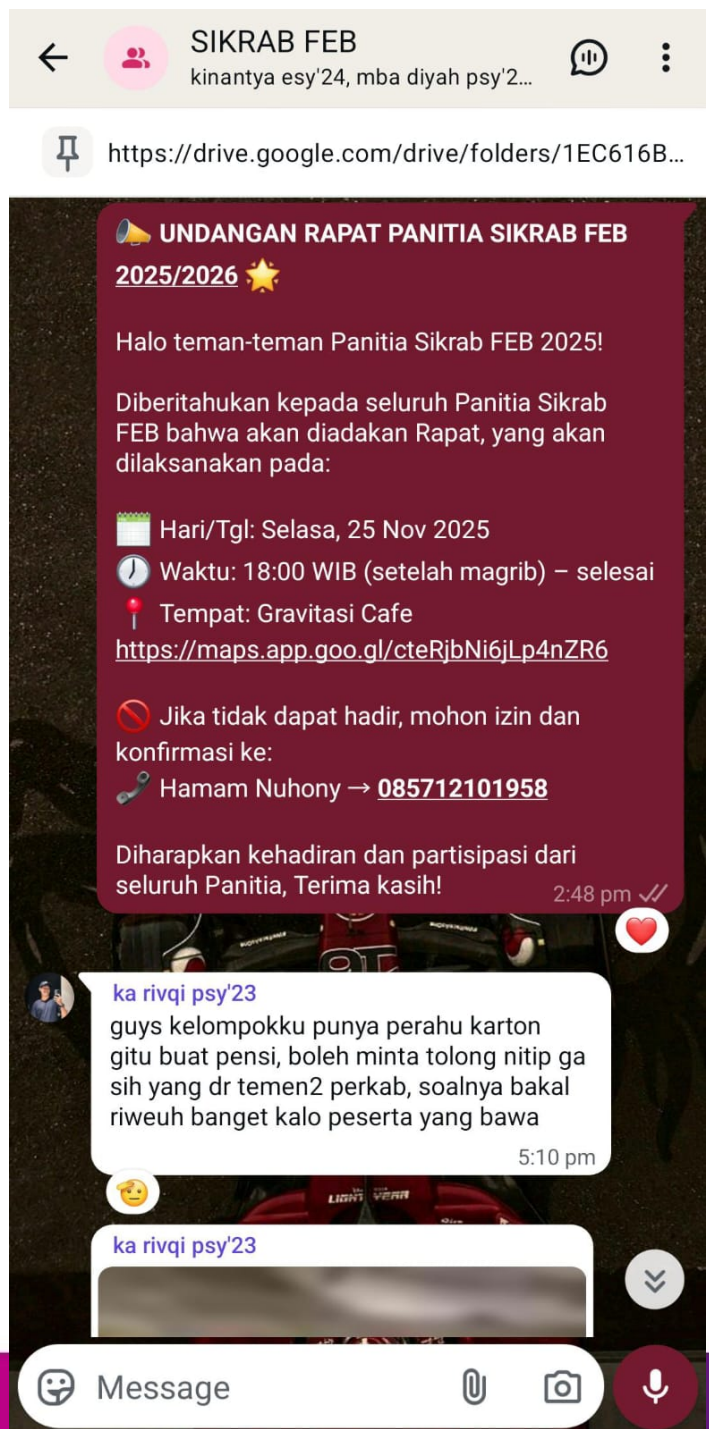 SIKRAB FEB
kinantya esy'24, mba diyah psy'2...
https://drive.google.com/drive/folders/1EC616B...
📣 UNDANGAN RAPAT PANITIA SIKRAB FEB
2025/2026 🌟
Halo teman-teman Panitia Sikrab FEB 2025!
Diberitahukan kepada seluruh Panitia Sikrab
FEB bahwa akan diadakan Rapat, yang akan
dilaksanakan pada:
🗓️ Hari/Tgl: Selasa, 25 Nov 2025
🕖 Waktu: 18:00 WIB (setelah magrib) – selesai
📍 Tempat: Gravitasi Cafe
https://maps.app.goo.gl/cteRjbNi6jLp4nZR6
🚫 Jika tidak dapat hadir, mohon izin dan
konfirmasi ke:
📞 Hamam Nuhony → 085712101958
Diharapkan kehadiran dan partisipasi dari
seluruh Panitia, Terima kasih!
2:48 pm
16
ka rivqi psy'23
guys kelompokku punya perahu karton
gitu buat pensi, boleh minta tolong nitip ga
sih yang dr temen2 perkab, soalnya bakal
riweuh banget kalo peserta yang bawa
5:10 pm
LIGHT YEAR
ka rivqi psy'23
Message